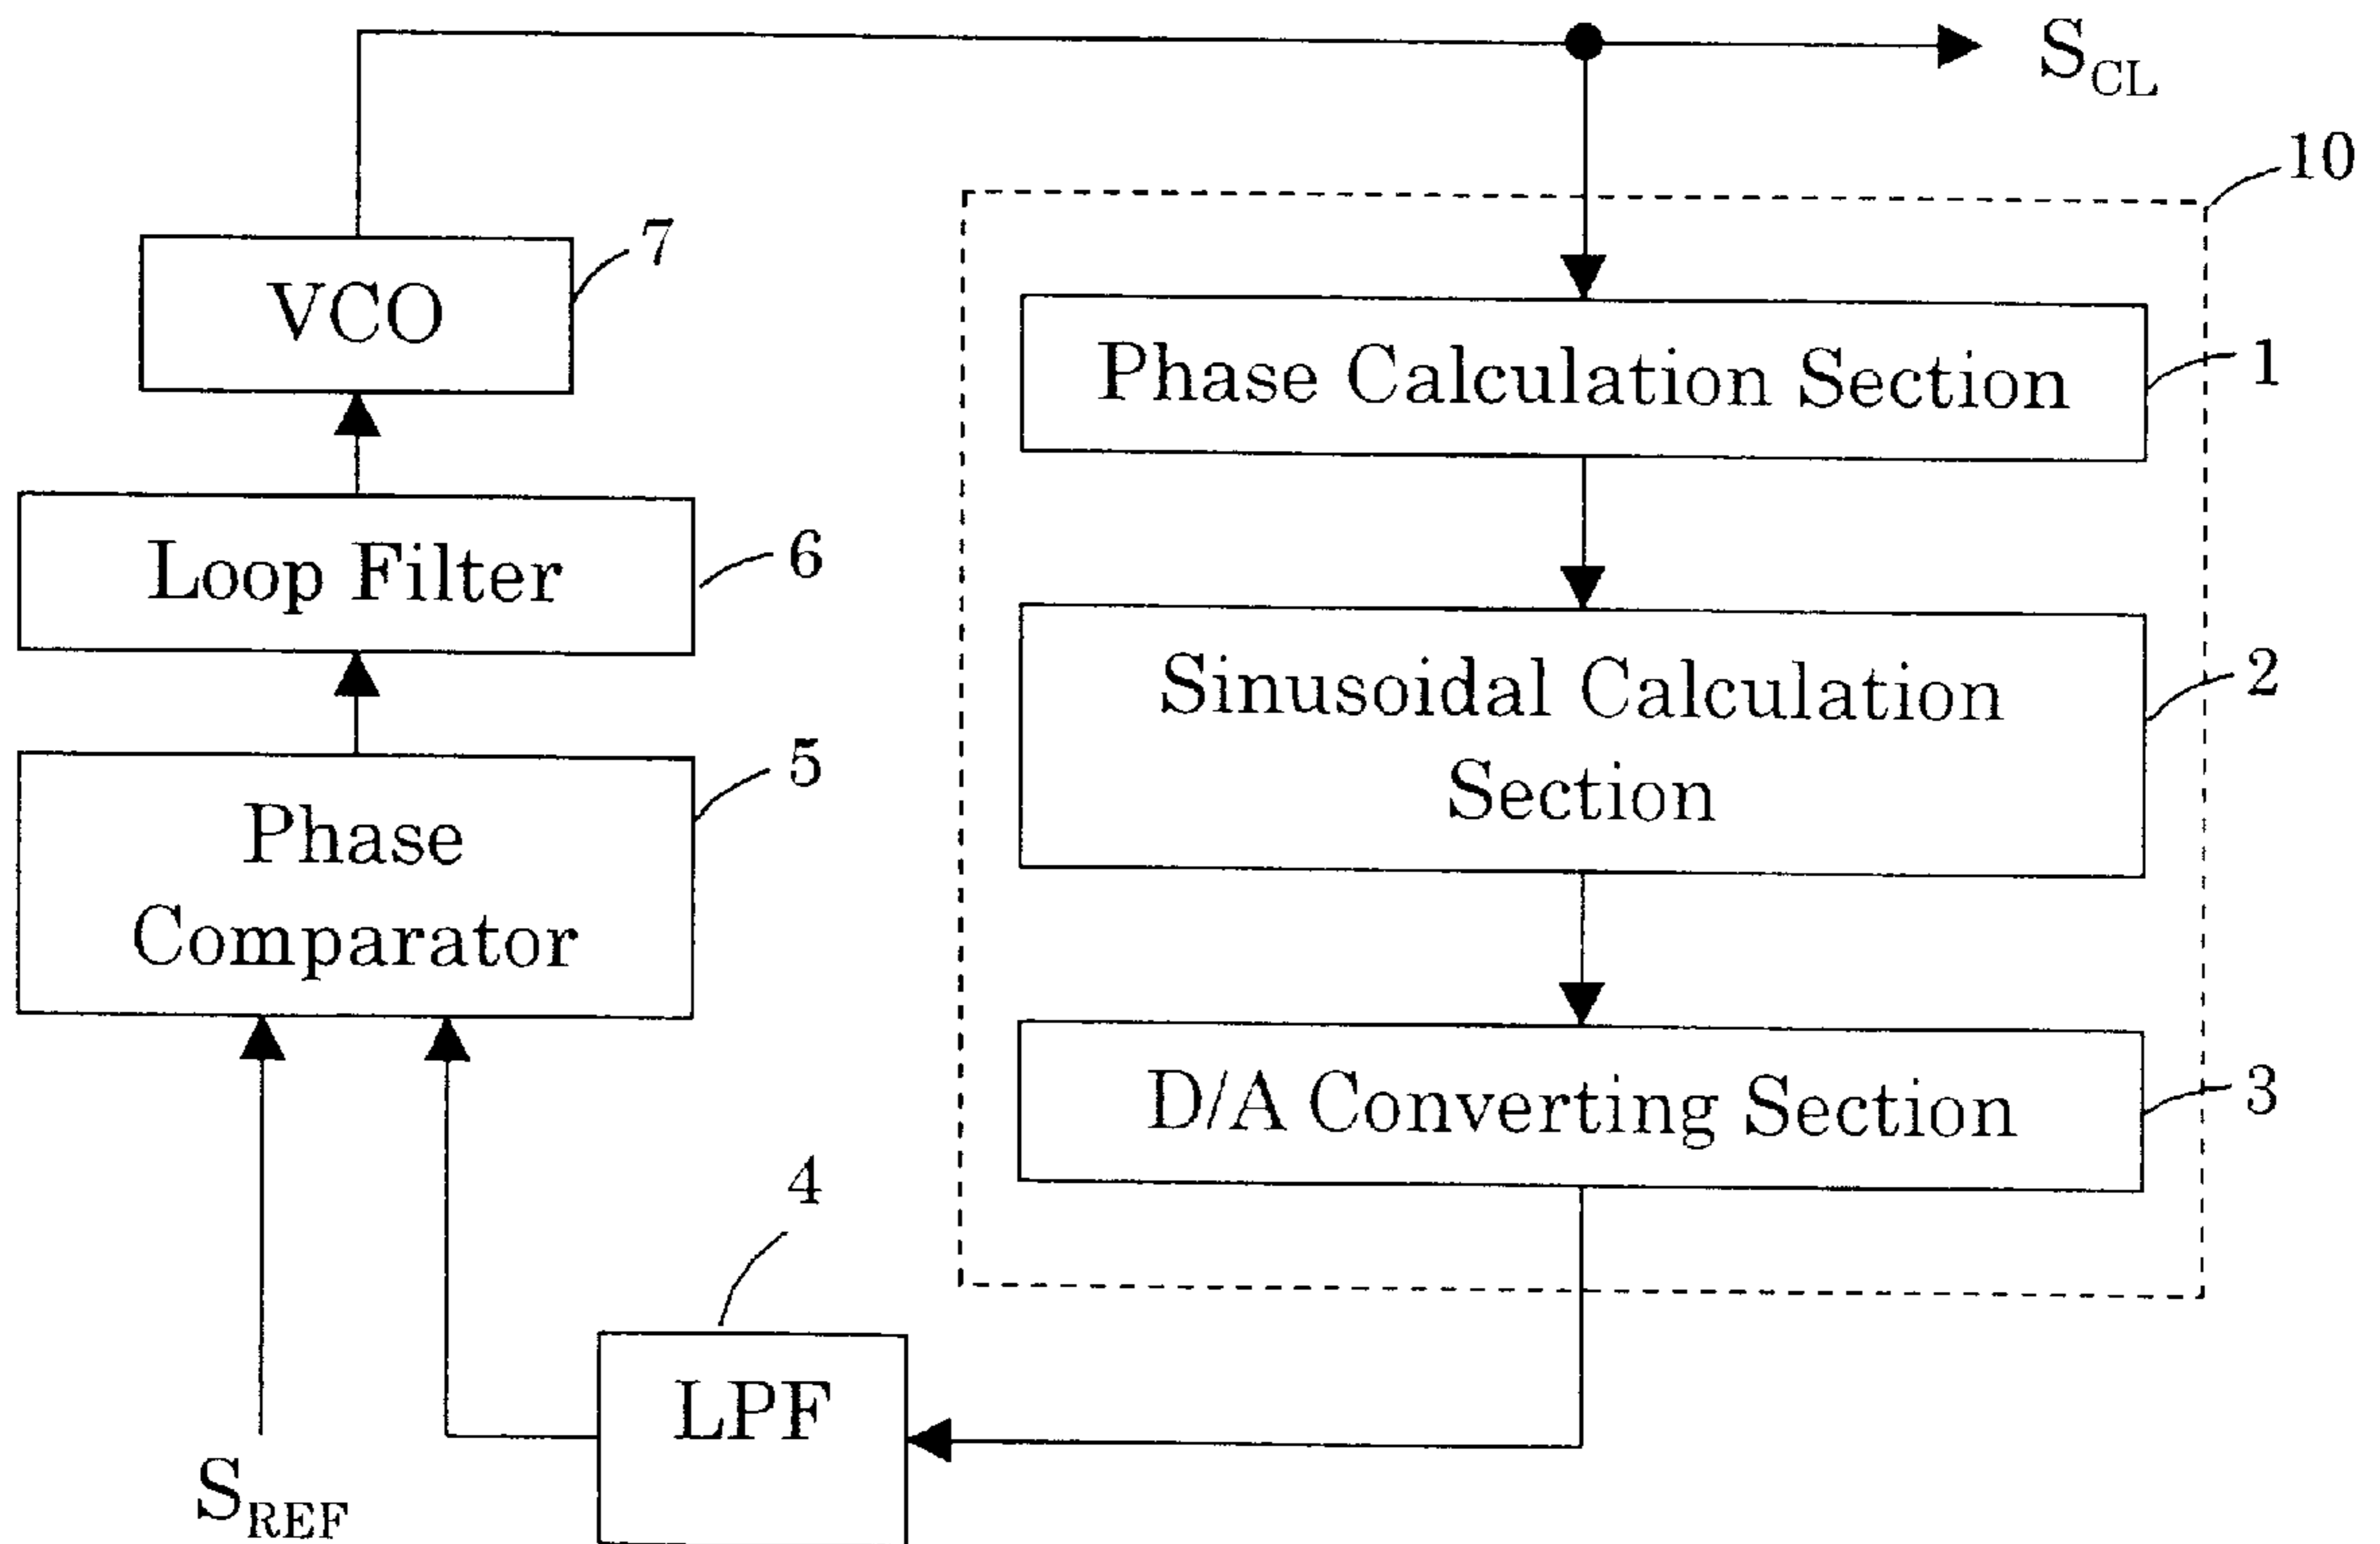 S_CL
10
VCO
7
Phase Calculation Section
1
Loop Filter
6
Sinusoidal Calculation
Section
2
Phase
Comparator
5
D/A Converting Section
3
4
LPF
S_REF